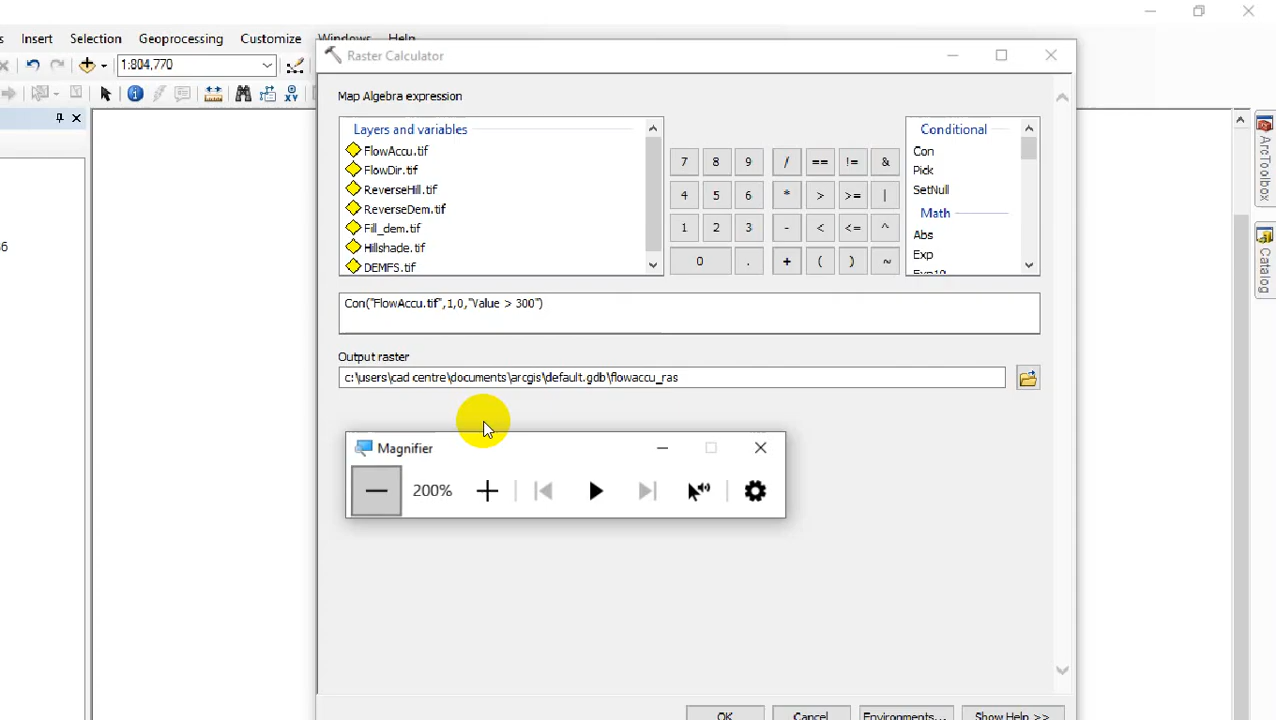 s Insert Selection Geoprocessing Customize Windows Help
Raster Calculator
1:804,770
Map Algebra expression
Layers and variables
FlowAccu.tif
FlowDir.tif
ReverseHill.tif
ReverseDem.tif
Fill_dem.tif
Hillshade.tif
DEMFS.tif
7 8 9 / == != &
4 5 6 * > >= |
1 2 3 - < <= ^
0 . + ( ) ~
Conditional
Con
Pick
SetNull
Math
Abs
Exp
Exp10
Con("FlowAccu.tif",1,0,"Value > 300")
Output raster
c:\users\cad centre\documents\arcgis\default.gdb\flowaccu_ras
Magnifier
200%
OK Cancel Environments... Show Help >>
ArcToolbox
Catalog